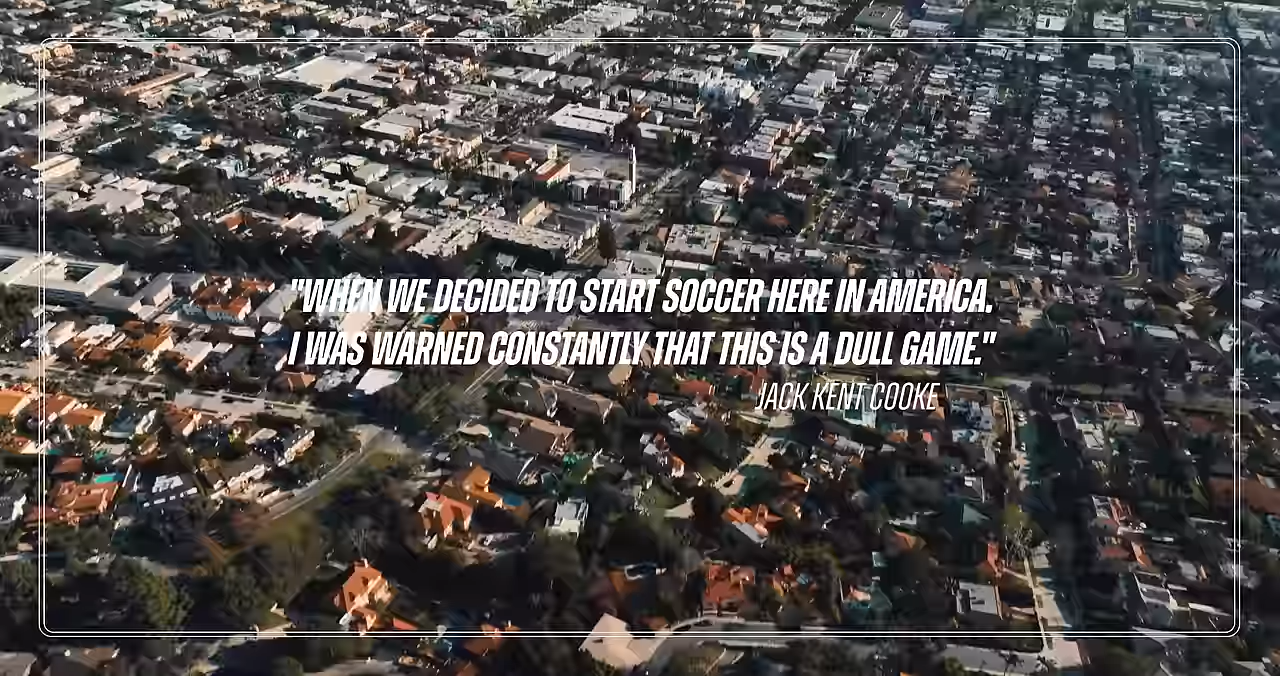 "WHEN WE DECIDED TO START SOCCER HERE IN AMERICA.
I WAS WARNED CONSTANTLY THAT THIS IS A DULL GAME."
JACK KENT COOKE